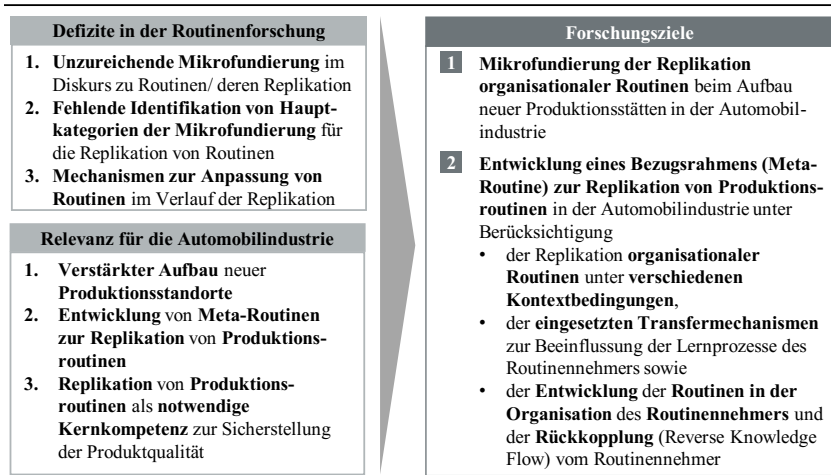 Defizite in der Routinenforschung
1. Unzureichende Mikrofundierung im
Diskurs zu Routinen/ deren Replikation
2. Fehlende Identifikation von Haupt-
kategorien der Mikrofundierung für
die Replikation von Routinen
3. Mechanismen zur Anpassung von
Routinen im Verlauf der Replikation
Relevanz für die Automobilindustrie
1. Verstärkter Aufbau neuer
Produktionsstandorte
2. Entwicklung von Meta-Routinen
zur Replikation von Produktions-
routinen
3. Replikation von Produktions-
routinen als notwendige
Kernkompetenz zur Sicherstellung
der Produktqualität
Forschungsziele
1 Mikrofundierung der Replikation
organisationaler Routinen beim Aufbau
neuer Produktionsstätten in der Automobil-
industrie
2 Entwicklung eines Bezugsrahmens (Meta-
Routine) zur Replikation von Produktions-
routinen in der Automobilindustrie unter
Berücksichtigung
• der Replikation organisationaler
Routinen unter verschiedenen
Kontextbedingungen,
• der eingesetzten Transfermechanismen
zur Beeinflussung der Lernprozesse des
Routinennehmers sowie
• der Entwicklung der Routinen in der
Organisation des Routinennehmers und
der Rückkopplung (Reverse Knowledge
Flow) vom Routinennehmer